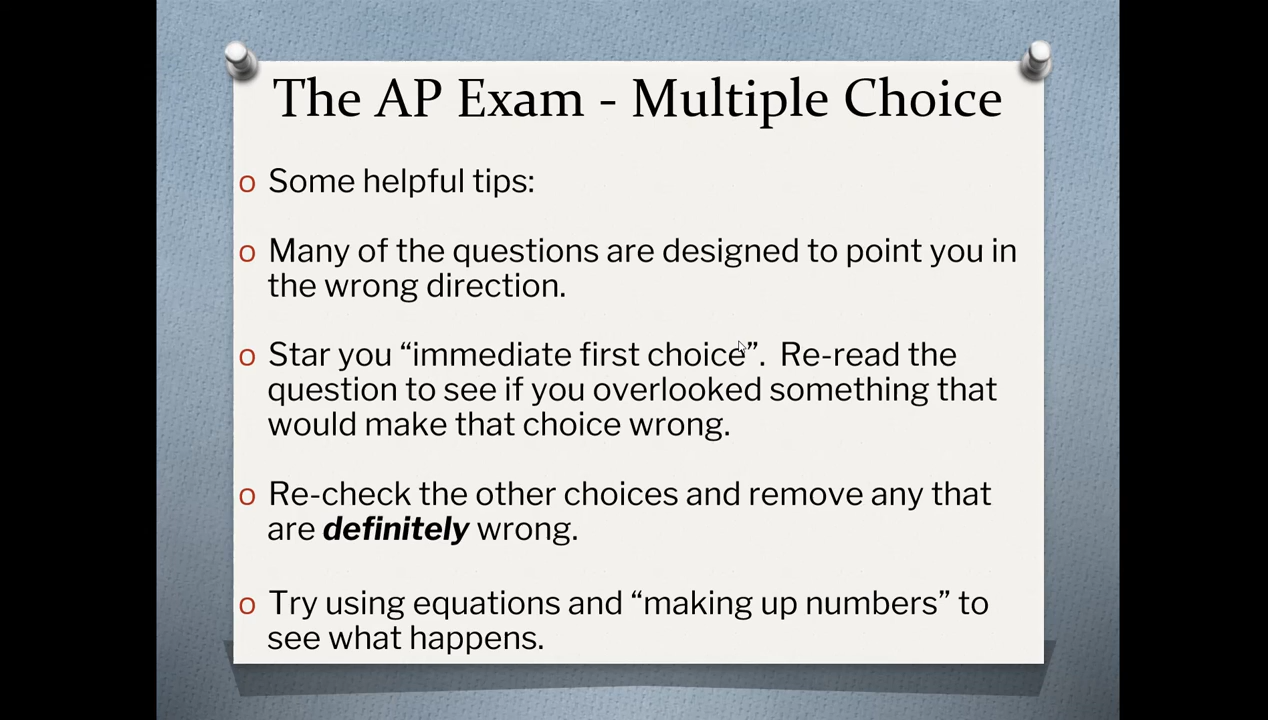 The AP Exam - Multiple Choice
o Some helpful tips:
o Many of the questions are designed to point you in
the wrong direction.
o Star you “immediate first choice”.  Re-read the
question to see if you overlooked something that
would make that choice wrong.
o Re-check the other choices and remove any that
are definitely wrong.
o Try using equations and “making up numbers” to
see what happens.